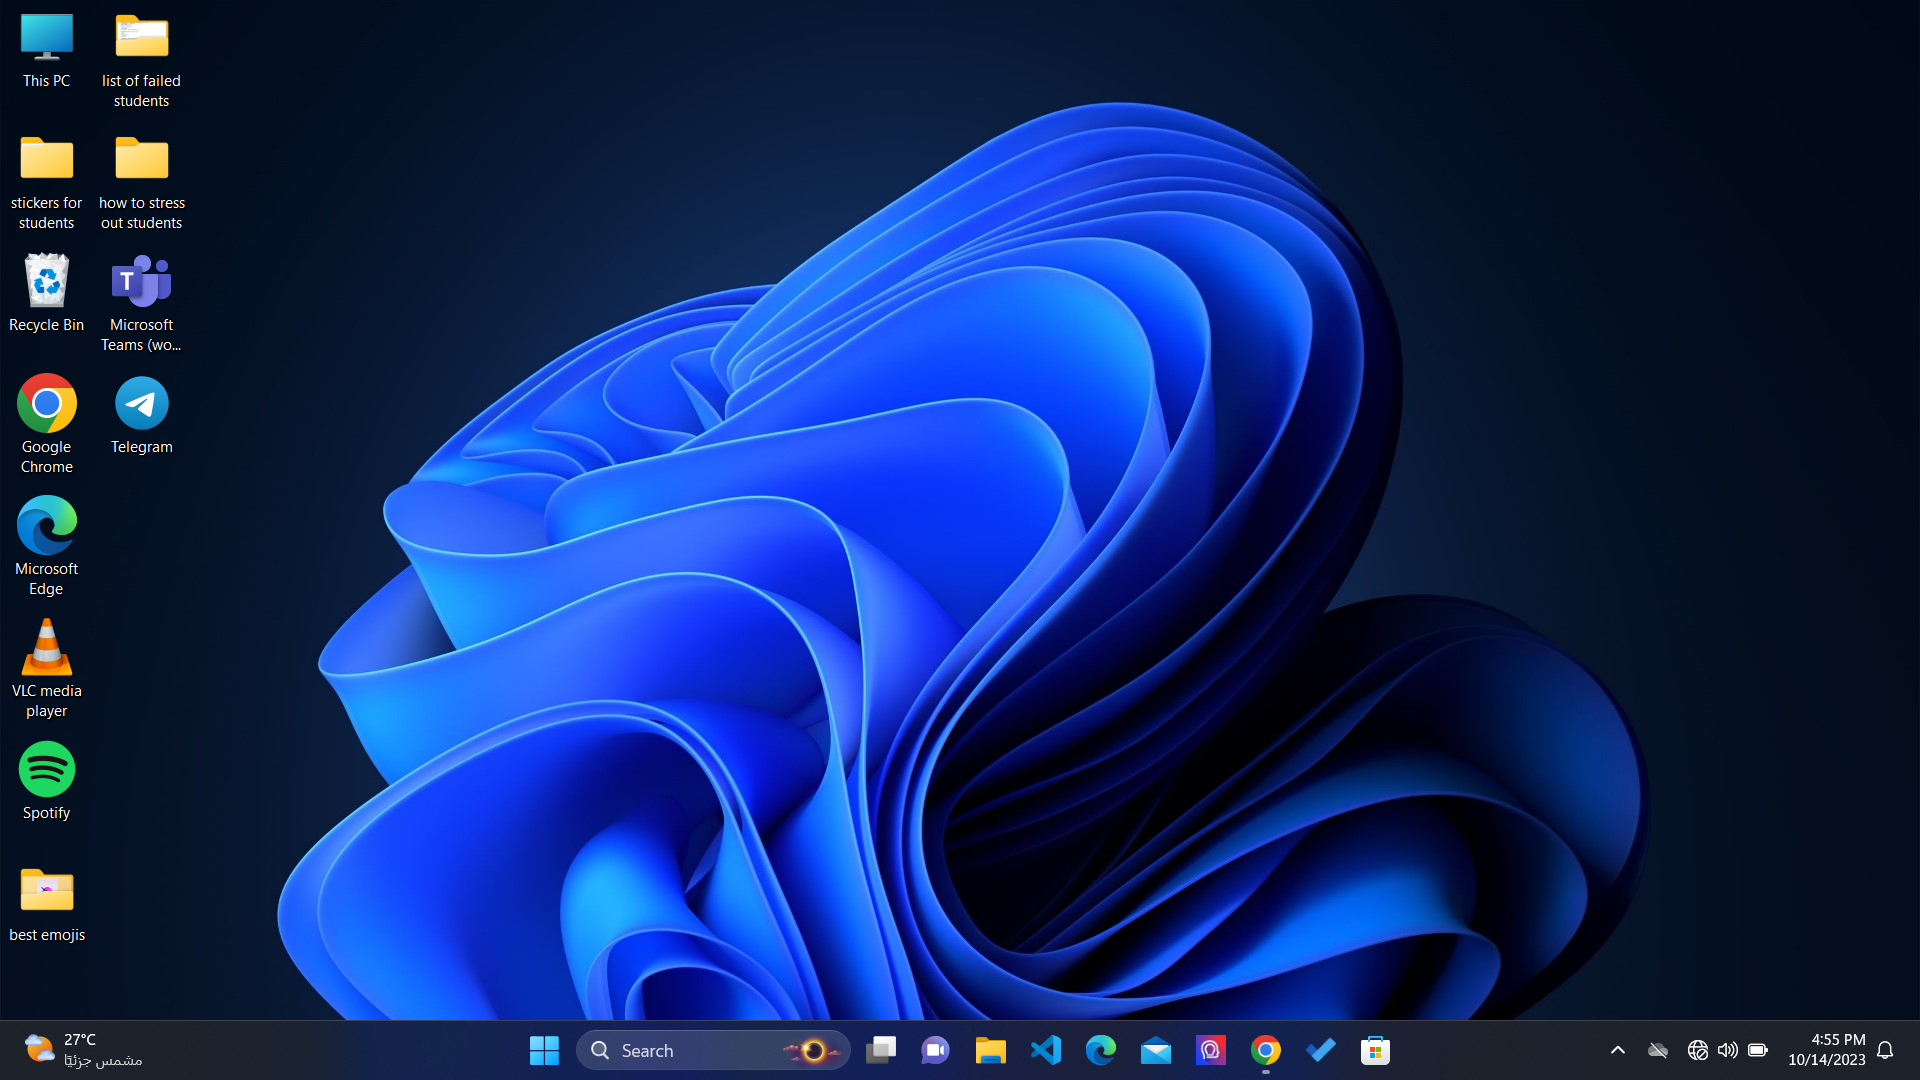 This PC
list of failed
students
stickers for
students
how to stress
out students
Recycle Bin
Microsoft
Teams (wo...
Google
Chrome
Telegram
Microsoft
Edge
VLC media
player
Spotify
best emojis
27°C
مشمس جزئيًا
Search
4:55 PM
10/14/2023